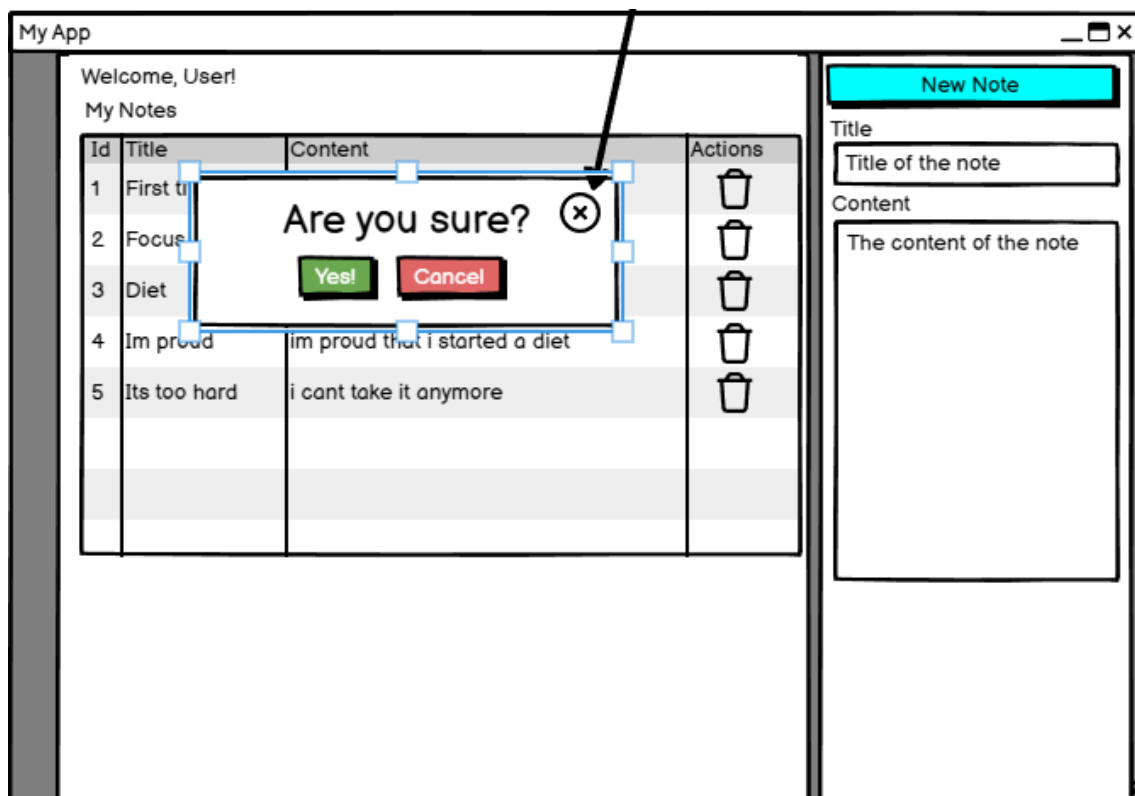 My App
Welcome, User!
My Notes
Id Title Content Actions
1 First
Are you sure?
2 Focus
Yes! Cancel
3 Diet
4 Im proud im proud that i started a diet
5 Its too hard i cant take it anymore
New Note
Title
Title of the note
Content
The content of the note